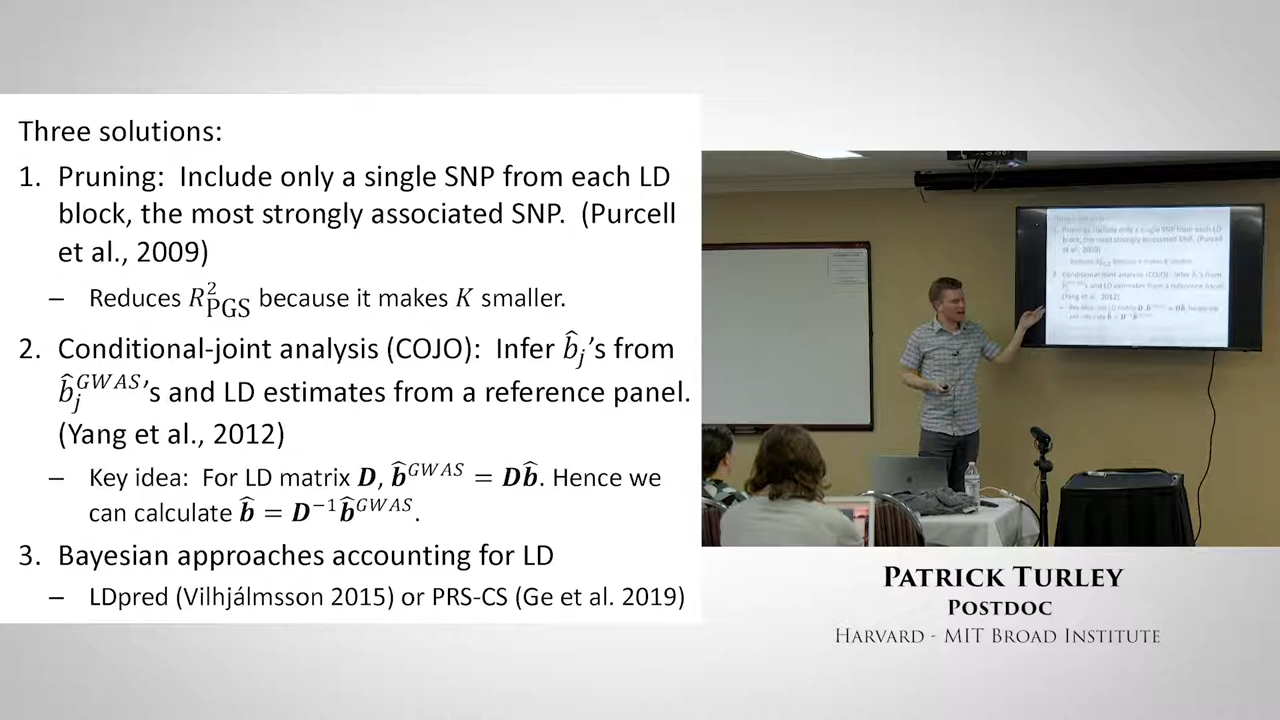 Three solutions:
1. Pruning: Include only a single SNP from each LD
block, the most strongly associated SNP. (Purcell
et al., 2009)
– Reduces R²_PGS because it makes K smaller.
2. Conditional-joint analysis (COJO): Infer b̂_j's from
b̂_j^GWAS's and LD estimates from a reference panel.
(Yang et al., 2012)
– Key idea: For LD matrix D, b̂^GWAS = Db̂. Hence we
can calculate b̂ = D⁻¹b̂^GWAS.
3. Bayesian approaches accounting for LD
– LDpred (Vilhjálmsson 2015) or PRS-CS (Ge et al. 2019)
PATRICK TURLEY
POSTDOC
HARVARD - MIT BROAD INSTITUTE